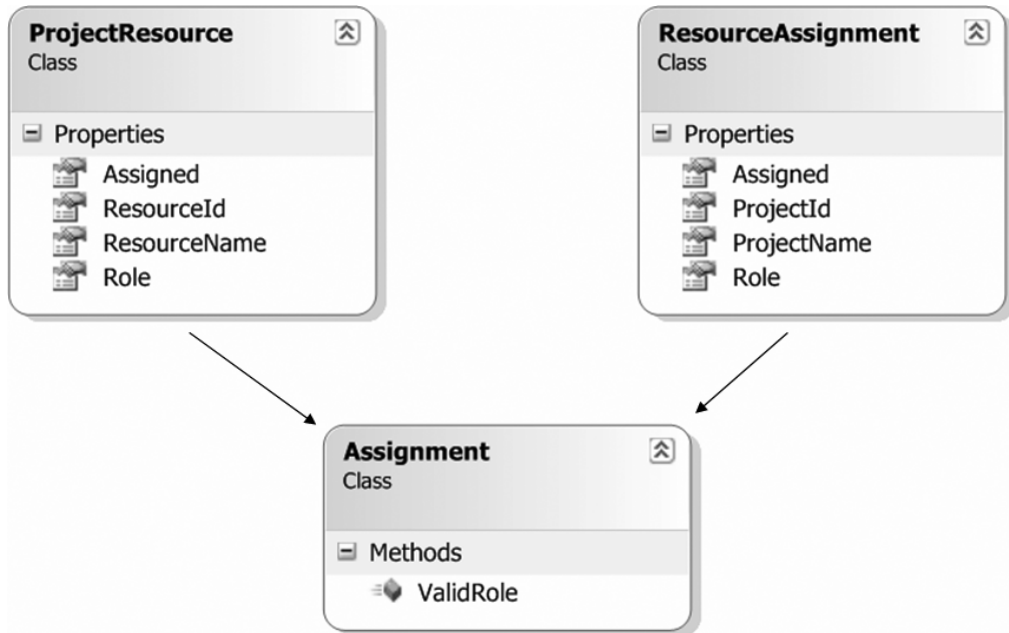 ProjectResource
Class
Properties
Assigned
ResourceId
ResourceName
Role
ResourceAssignment
Class
Properties
Assigned
ProjectId
ProjectName
Role
Assignment
Class
Methods
ValidRole